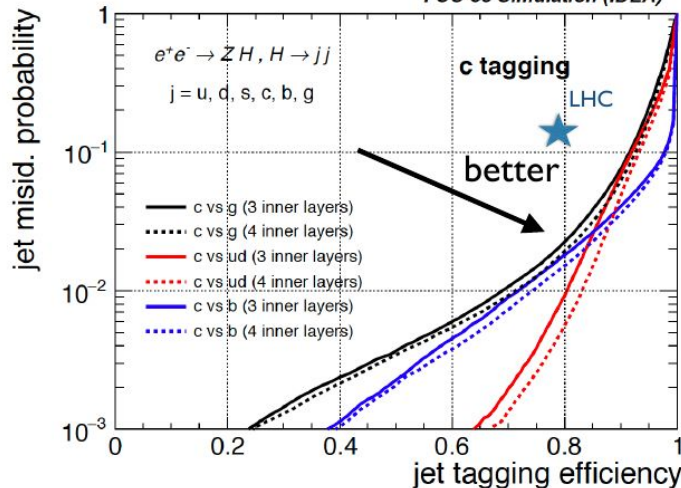 1
e⁺e⁻ → Z H , H → jj
c tagging
j = u, d, s, c, b, g
LHC
jet misid. probability
10⁻¹
better
c vs g (3 inner layers)
c vs g (4 inner layers)
c vs ud (3 inner layers)
c vs ud (4 inner layers)
10⁻²
c vs b (3 inner layers)
c vs b (4 inner layers)
10⁻³
0 0.2 0.4 0.6 0.8 1
jet tagging efficiency